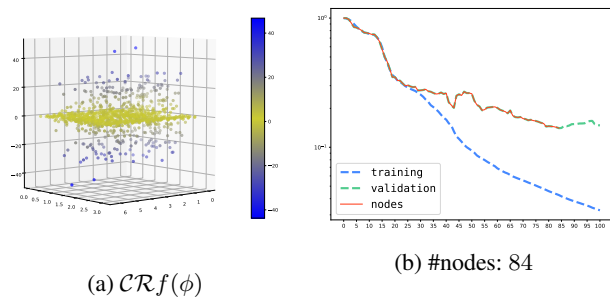 40
20
0
−20
−40
0.0 0.5 1.0 1.5 2.0 2.5 3.0
6 5 4 3 2 1 0
40
20
0
−20
−40
10⁰
10⁻¹
training
validation
nodes
0 5 10 15 20 25 30 35 40 45 50 55 60 65 70 75 80 85 90 95 100
(a) 𝒞ℛf(ϕ)
(b) #nodes: 84